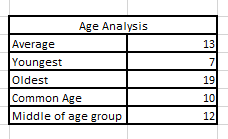 Age Analysis
Average 13
Youngest 7
Oldest 19
Common Age 10
Middle of age group 12